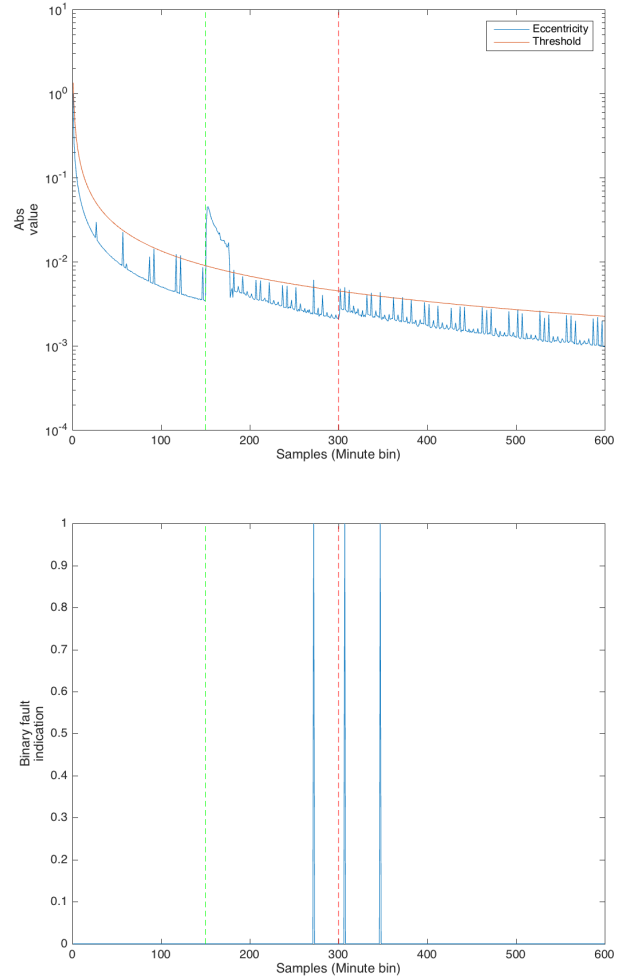 10^1
10^0
10^-1
10^-2
10^-3
10^-4
Abs
value
Eccentricity
Threshold
0 100 200 300 400 500 600
Samples (Minute bin)
1
0.9
0.8
0.7
0.6
0.5
0.4
0.3
0.2
0.1
0
Binary fault
indication
0 100 200 300 400 500 600
Samples (Minute bin)